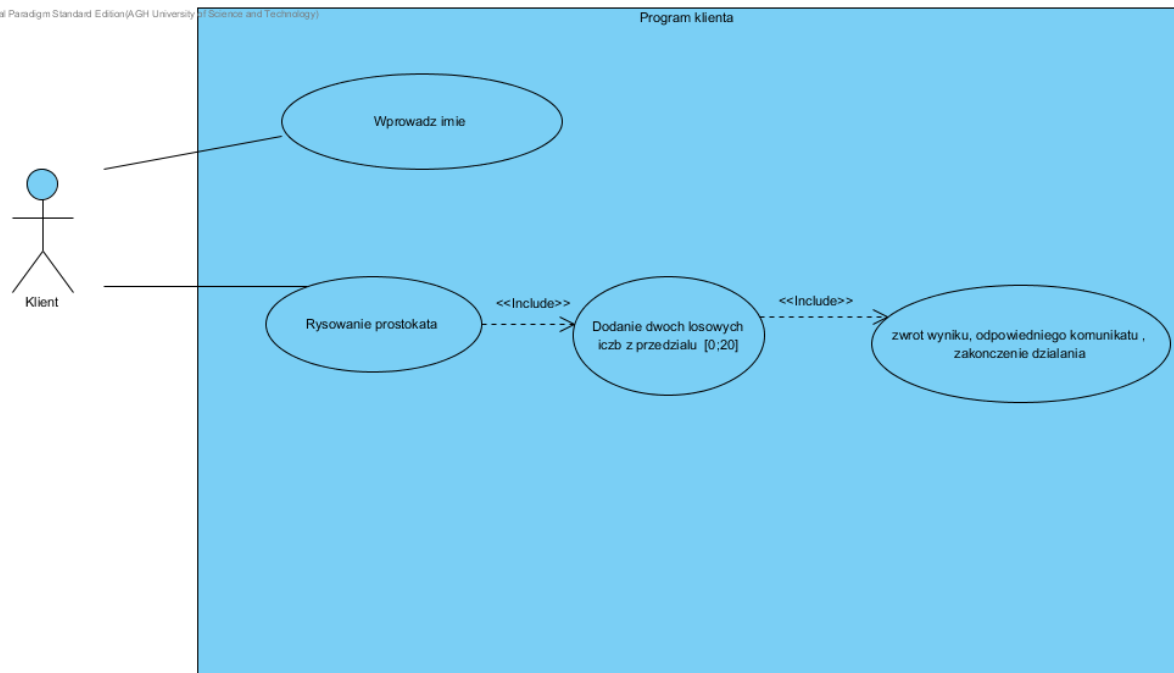 al Paradigm Standard Edition(AGH University of Science and Technology)
Program klienta
Wprowadz imie
Klient
Rysowanie prostokata
<<Include>>
Dodanie dwoch losowych
iczb z przedzialu [0;20]
<<Include>>
zwrot wyniku, odpowiedniego komunikatu ,
zakonczenie dzialania